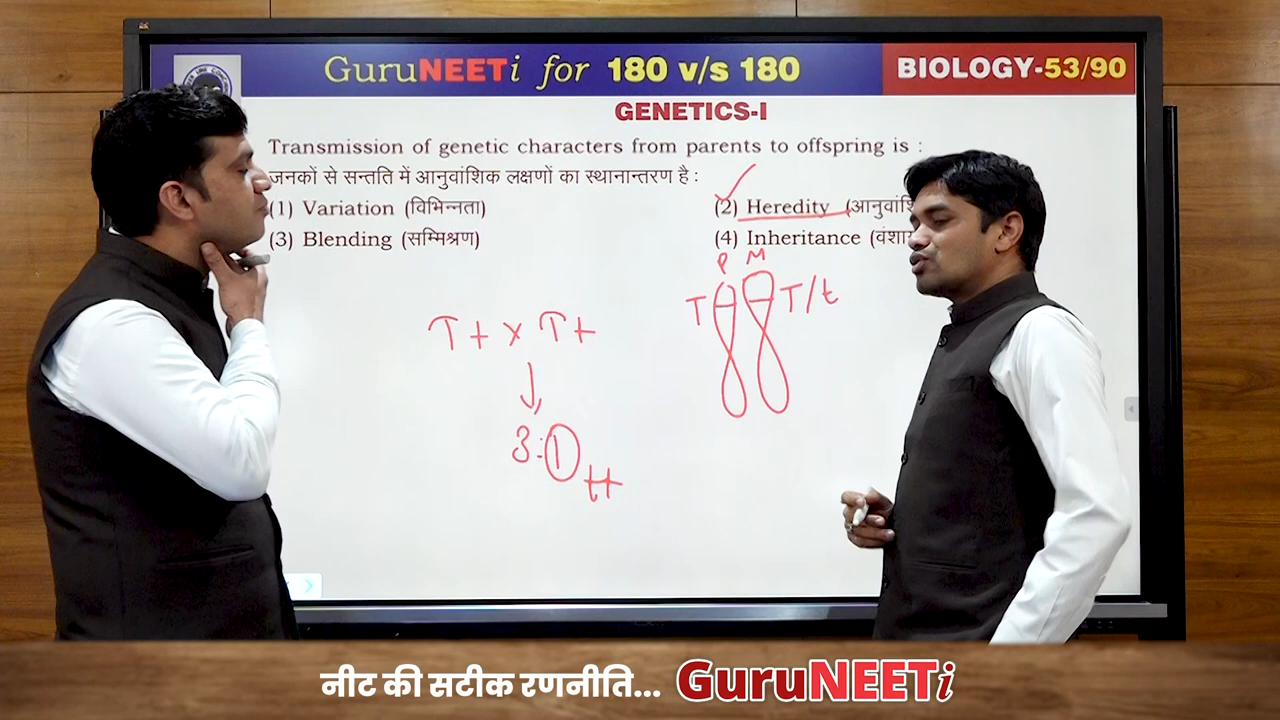 GuruNEETi for 180 v/s 180
BIOLOGY-53/90
GENETICS-I
Transmission of genetic characters from parents to offspring is :
जनकों से सन्तति में आनुवांशिक लक्षणों का स्थानान्तरण है :
(1) Variation (विभिन्नता)
(2) Heredity
(3) Blending (सम्मिश्रण)
(4) Inheritance
P M
T T/t
Tt x Tt
3:1
tt
नीट की सटीक रणनीति... GuruNEETi